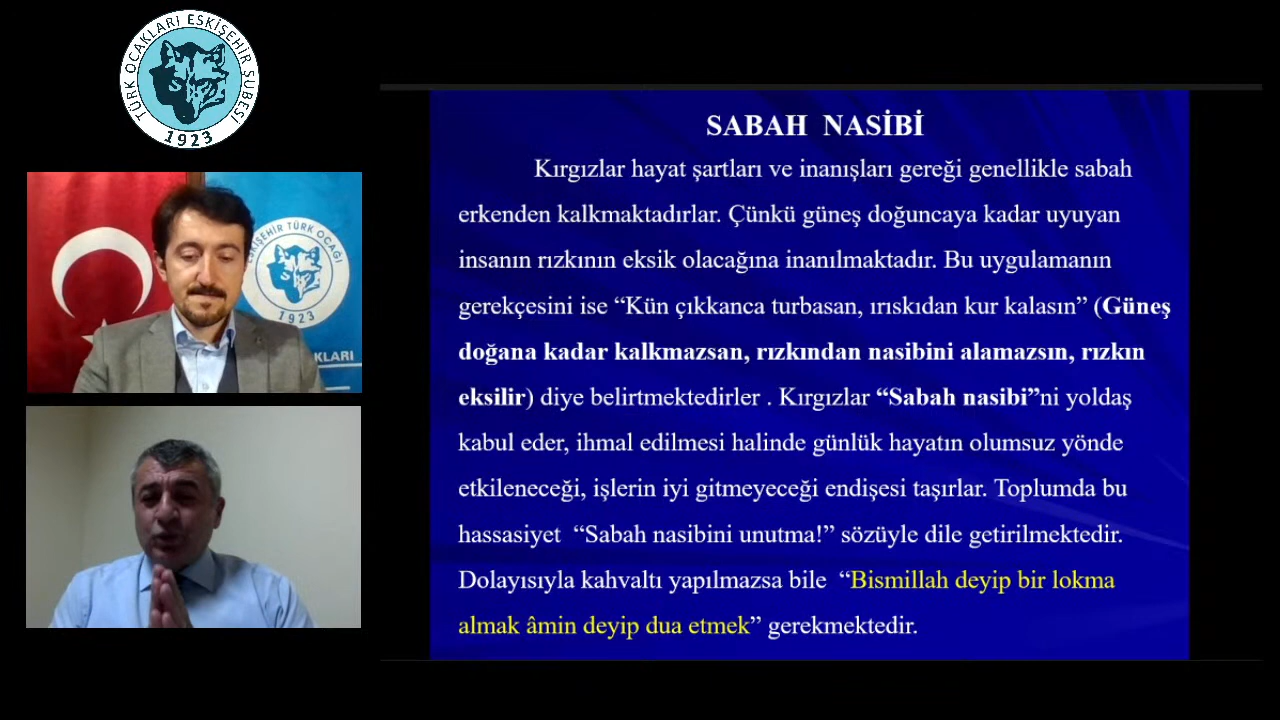 TÜRK OCAKLARI ESKİŞEHİR ŞUBESİ
1923
ESKİŞEHİR TÜRK OCAĞI
1923
KLARI
SABAH NASİBİ
Kırgızlar hayat şartları ve inanışları gereği genellikle sabah
erkenden kalkmaktadırlar. Çünkü güneş doğuncaya kadar uyuyan
insanın rızkının eksik olacağına inanılmaktadır. Bu uygulamanın
gerekçesini ise “Kün çıkkanca turbasan, ırıskıdan kur kalasın” (Güneş
doğana kadar kalkmazsan, rızkından nasibini alamazsın, rızkın
eksilir) diye belirtmektedirler . Kırgızlar “Sabah nasibi”ni yoldaş
kabul eder, ihmal edilmesi halinde günlük hayatın olumsuz yönde
etkileneceği, işlerin iyi gitmeyeceği endişesi taşırlar. Toplumda bu
hassasiyet “Sabah nasibini unutma!” sözüyle dile getirilmektedir.
Dolayısıyla kahvaltı yapılmazsa bile “Bismillah deyip bir lokma
almak âmin deyip dua etmek” gerekmektedir.